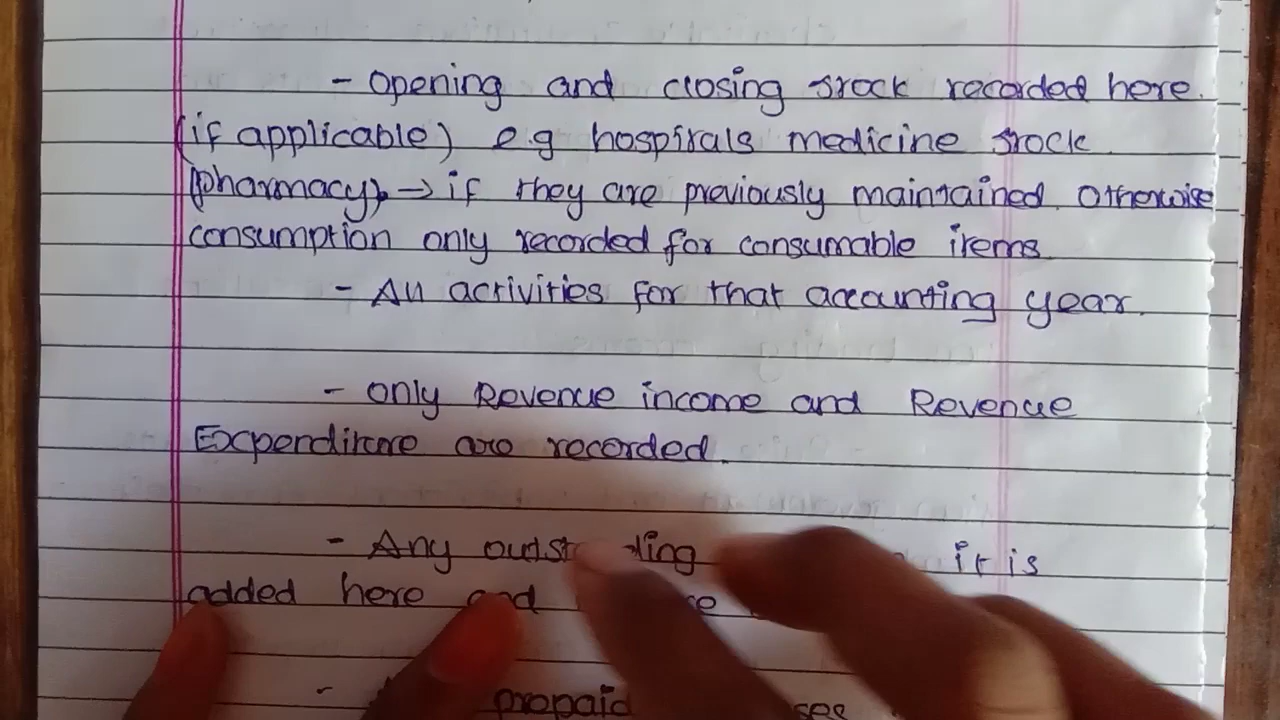 - Opening and closing stock recorded here.
(if applicable) e.g hospitals medicine stock
(pharmacy) → if they are previously maintained. Otherwise
consumption only recorded for consumable items
- All activities for that accounting year.
- Only Revenue income and Revenue
Expenditure are recorded.
- Any it is
added here and
- prepaid